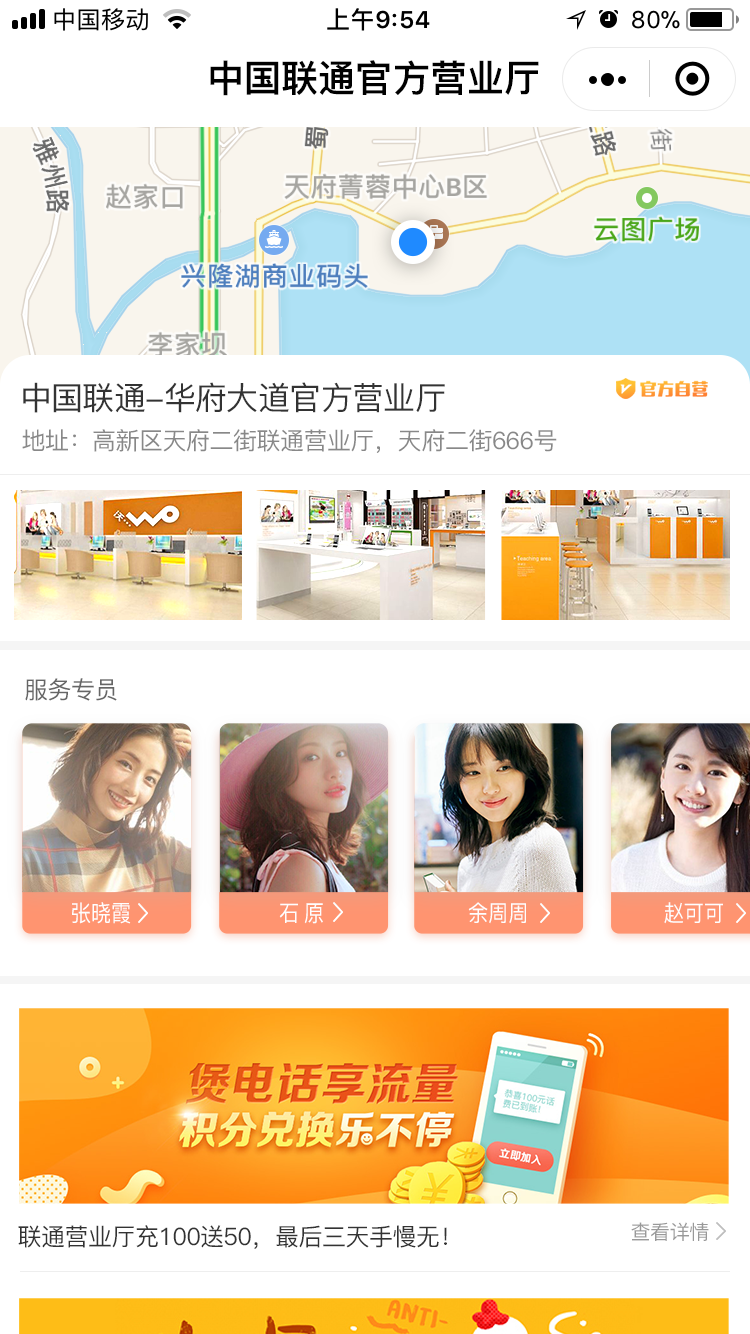 中国移动 上午9:54 80%
中国联通官方营业厅
雅州路
赵家口
蜀
天府菁蓉中心B区
路
街
云图广场
兴隆湖商业码头
李家坝
中国联通-华府大道官方营业厅
官方自营
地址：高新区天府二街联通营业厅，天府二街666号
Teaching area
服务专员
张晓霞
石原
余周周
赵可可
煲电话享流量
积分兑换乐不停
恭喜100元话
费已到账！
立即加入
联通营业厅充100送50，最后三天手慢无！
查看详情
ANTI-